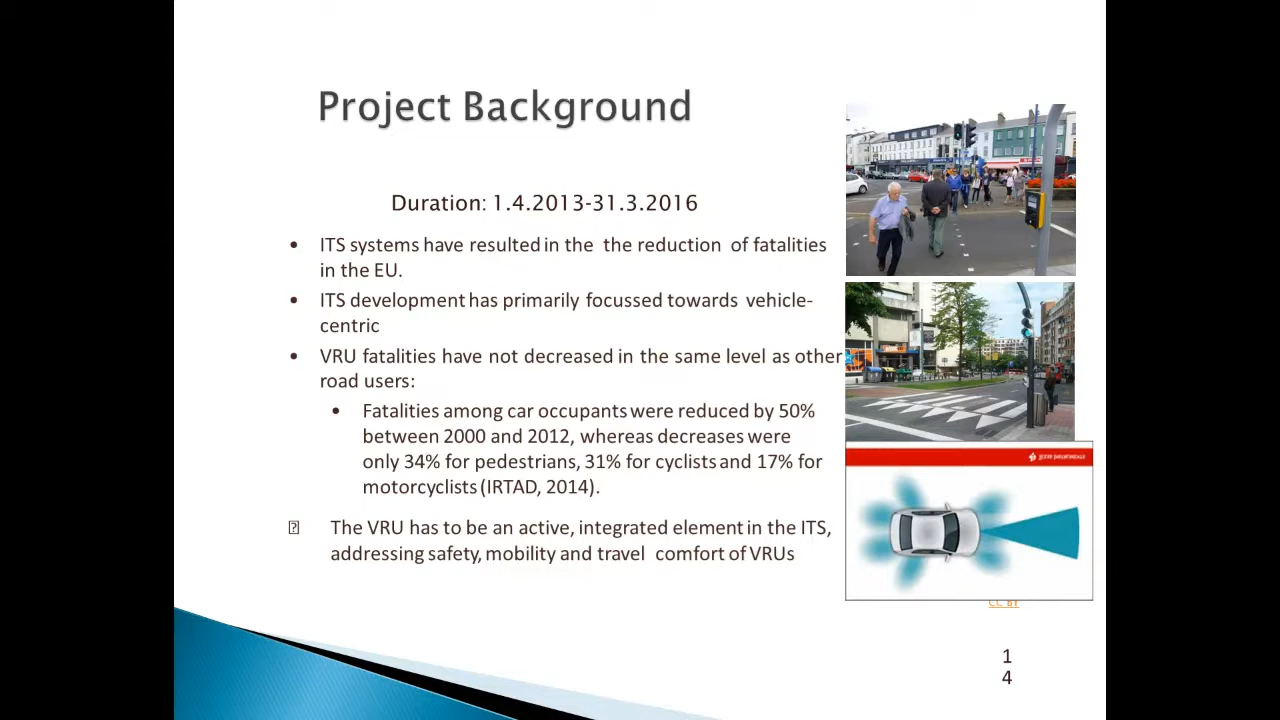 Project Background
Duration: 1.4.2013-31.3.2016
• ITS systems have resulted in the the reduction of fatalities
in the EU.
• ITS development has primarily focussed towards vehicle-
centric
• VRU fatalities have not decreased in the same level as other
road users:
• Fatalities among car occupants were reduced by 50%
between 2000 and 2012, whereas decreases were
only 34% for pedestrians, 31% for cyclists and 17% for
motorcyclists (IRTAD, 2014).
The VRU has to be an active, integrated element in the ITS,
addressing safety, mobility and travel comfort of VRUs
CC BY
1
4